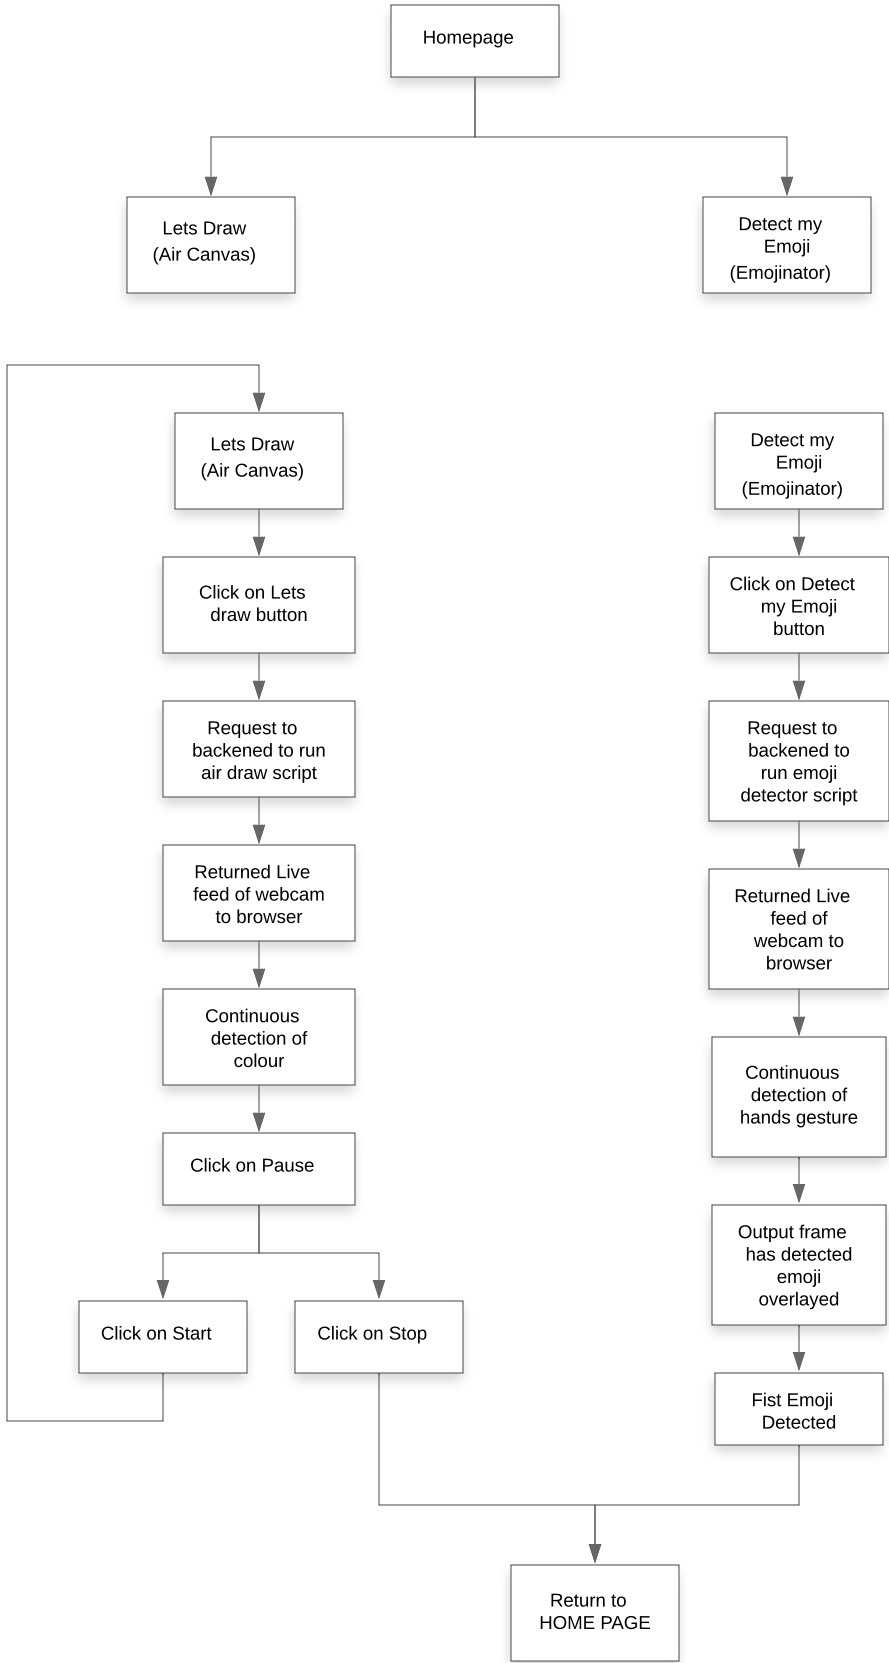 Homepage
Lets Draw
(Air Canvas)
Detect my
Emoji
(Emojinator)
Lets Draw
(Air Canvas)
Click on Lets
draw button
Request to
backened to run
air draw script
Returned Live
feed of webcam
to browser
Continuous
detection of
colour
Click on Pause
Click on Start
Click on Stop
Detect my
Emoji
(Emojinator)
Click on Detect
my Emoji
button
Request to
backened to
run emoji
detector script
Returned Live
feed of
webcam to
browser
Continuous
detection of
hands gesture
Output frame
has detected
emoji
overlayed
Fist Emoji
Detected
Return to
HOME PAGE